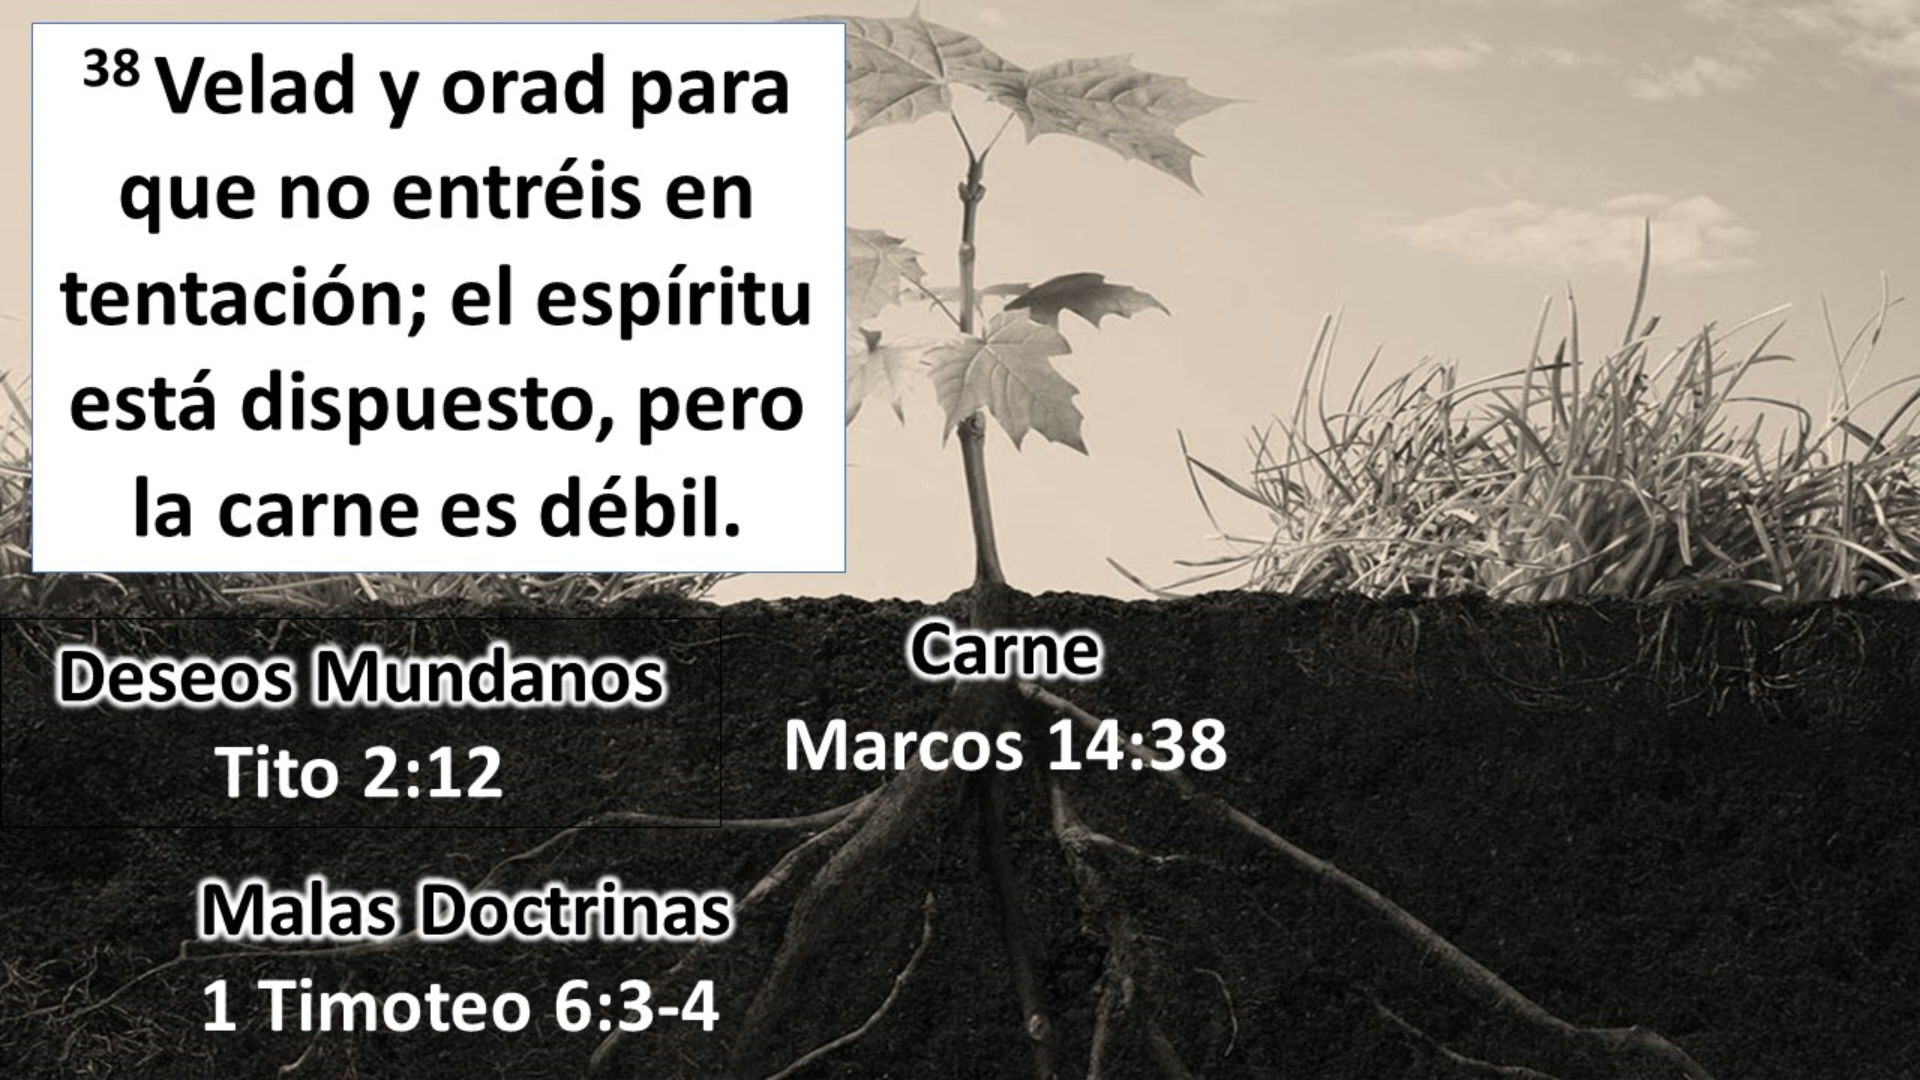 38 Velad y orad para
que no entréis en
tentación; el espíritu
está dispuesto, pero
la carne es débil.
Deseos Mundanos
Tito 2:12
Carne
Marcos 14:38
Malas Doctrinas
1 Timoteo 6:3-4